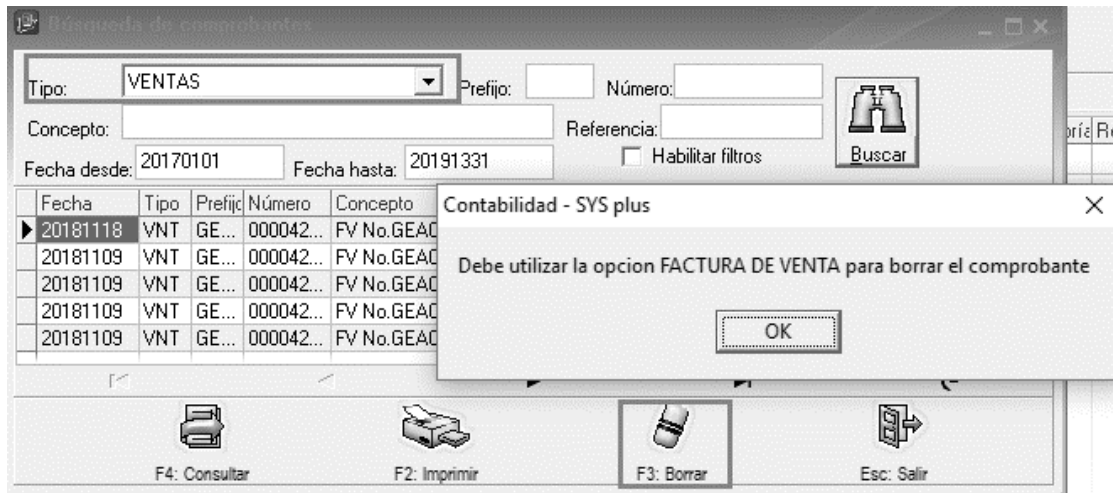 Búsqueda de comprobantes
Tipo: VENTAS Prefijo: Número:
Concepto: Referencia:
Fecha desde: 20170101 Fecha hasta: 20191331 Habilitar filtros Buscar
Fecha Tipo Prefijo Número Concepto
20181118 VNT GE... 000042... FV No.GEAC
20181109 VNT GE... 000042... FV No.GEAC
20181109 VNT GE... 000042... FV No.GEAC
20181109 VNT GE... 000042... FV No.GEAC
20181109 VNT GE... 000042... FV No.GEAC
Contabilidad - SYS plus
Debe utilizar la opcion FACTURA DE VENTA para borrar el comprobante
OK
F4: Consultar F2: Imprimir F3: Borrar Esc: Salir